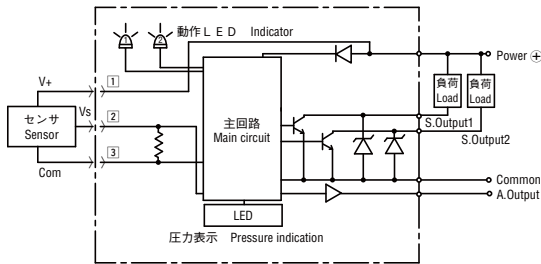 動作LED Indicator
1
2
Power ⊕
V+
1
負荷
Load
負荷
Load
センサ
Sensor
Vs
2
主回路
Main circuit
S.Output1
S.Output2
3
Com
Common
A.Output
LED
圧力表示 Pressure indication